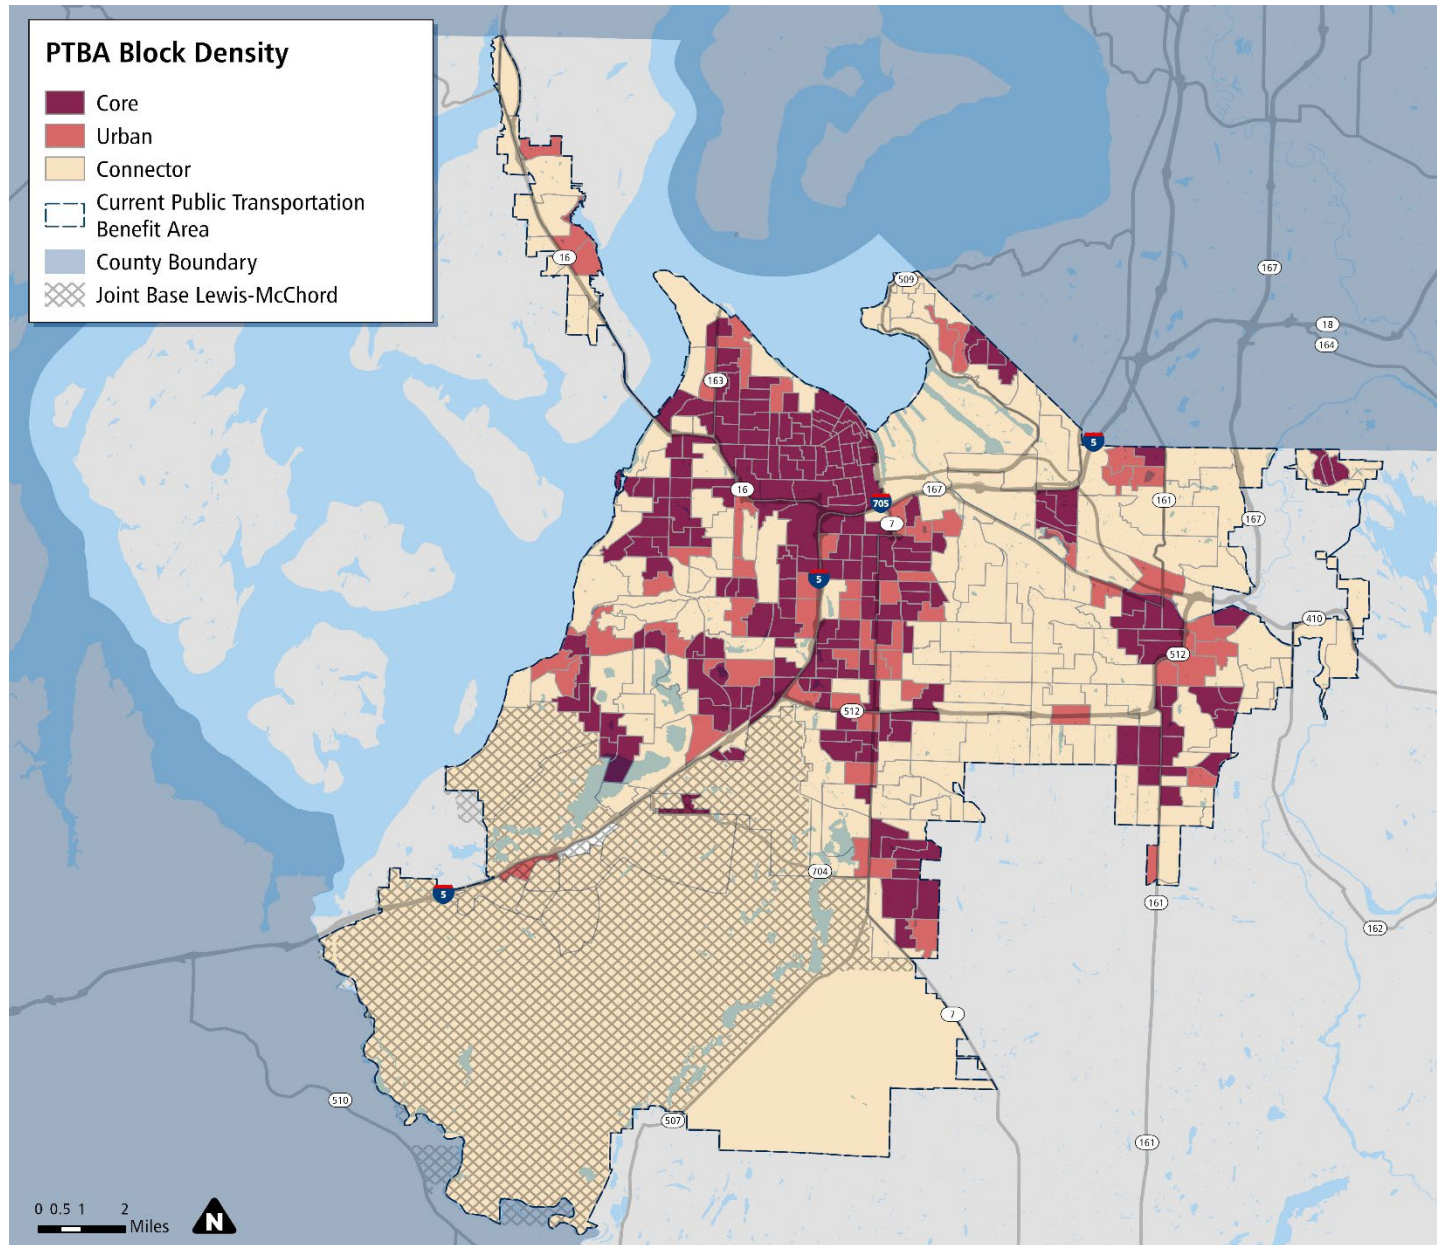 PTBA Block Density
Core
Urban
Connector
Current Public Transportation
Benefit Area
County Boundary
Joint Base Lewis-McChord
16
509
167
18
164
163
5
16
705
167
7
161
167
5
410
512
512
704
5
161
162
7
510
507
161
0 0.5 1 2
Miles
N